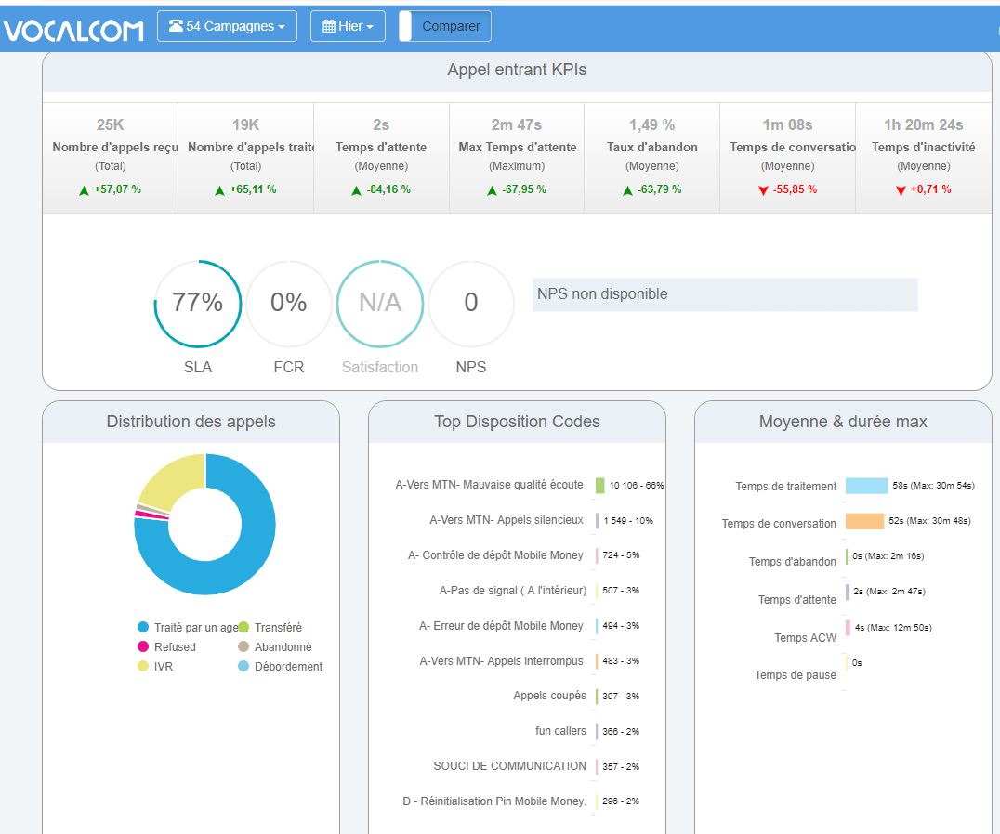 VOCALCOM
54 Campagnes
Hier
Comparer
Appel entrant KPIs
25K
Nombre d'appels reçu
(Total)
+57,07 %
19K
Nombre d'appels traité
(Total)
+65,11 %
2s
Temps d'attente
(Moyenne)
-84,16 %
2m 47s
Max Temps d'attente
(Maximum)
-67,95 %
1,49 %
Taux d'abandon
(Moyenne)
-63,79 %
1m 08s
Temps de conversatio
(Moyenne)
-55,85 %
1h 20m 24s
Temps d'inactivité
(Moyenne)
+0,71 %
77%
SLA
0%
FCR
N/A
Satisfaction
0
NPS
NPS non disponible
Distribution des appels
Traité par un age
Transféré
Refused
Abandonné
IVR
Débordement
Top Disposition Codes
A-Vers MTN- Mauvaise qualité écoute 10 106 - 66%
A-Vers MTN- Appels silencieux 1 549 - 10%
A- Contrôle de dépôt Mobile Money 724 - 5%
A-Pas de signal ( A l'intérieur) 507 - 3%
A- Erreur de dépôt Mobile Money 494 - 3%
A-Vers MTN- Appels interrompus 483 - 3%
Appels coupés 397 - 3%
fun callers 366 - 2%
SOUCI DE COMMUNICATION 357 - 2%
D - Réinitialisation Pin Mobile Money. 296 - 2%
Moyenne & durée max
Temps de traitement 58s (Max: 30m 54s)
Temps de conversation 52s (Max: 30m 48s)
Temps d'abandon 0s (Max: 2m 16s)
Temps d'attente 2s (Max: 2m 47s)
Temps ACW 4s (Max: 12m 50s)
Temps de pause 0s